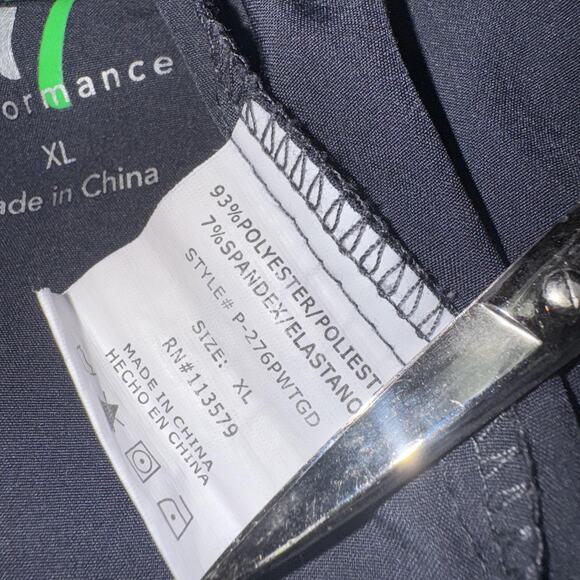 ormance
XL
ade in China
93%POLYESTER/POLIEST
7%SPANDEX/ELASTANO
STYLE# P-276PWTGD
SIZE: XL
RN#113579
MADE IN CHINA
HECHO EN CHINA